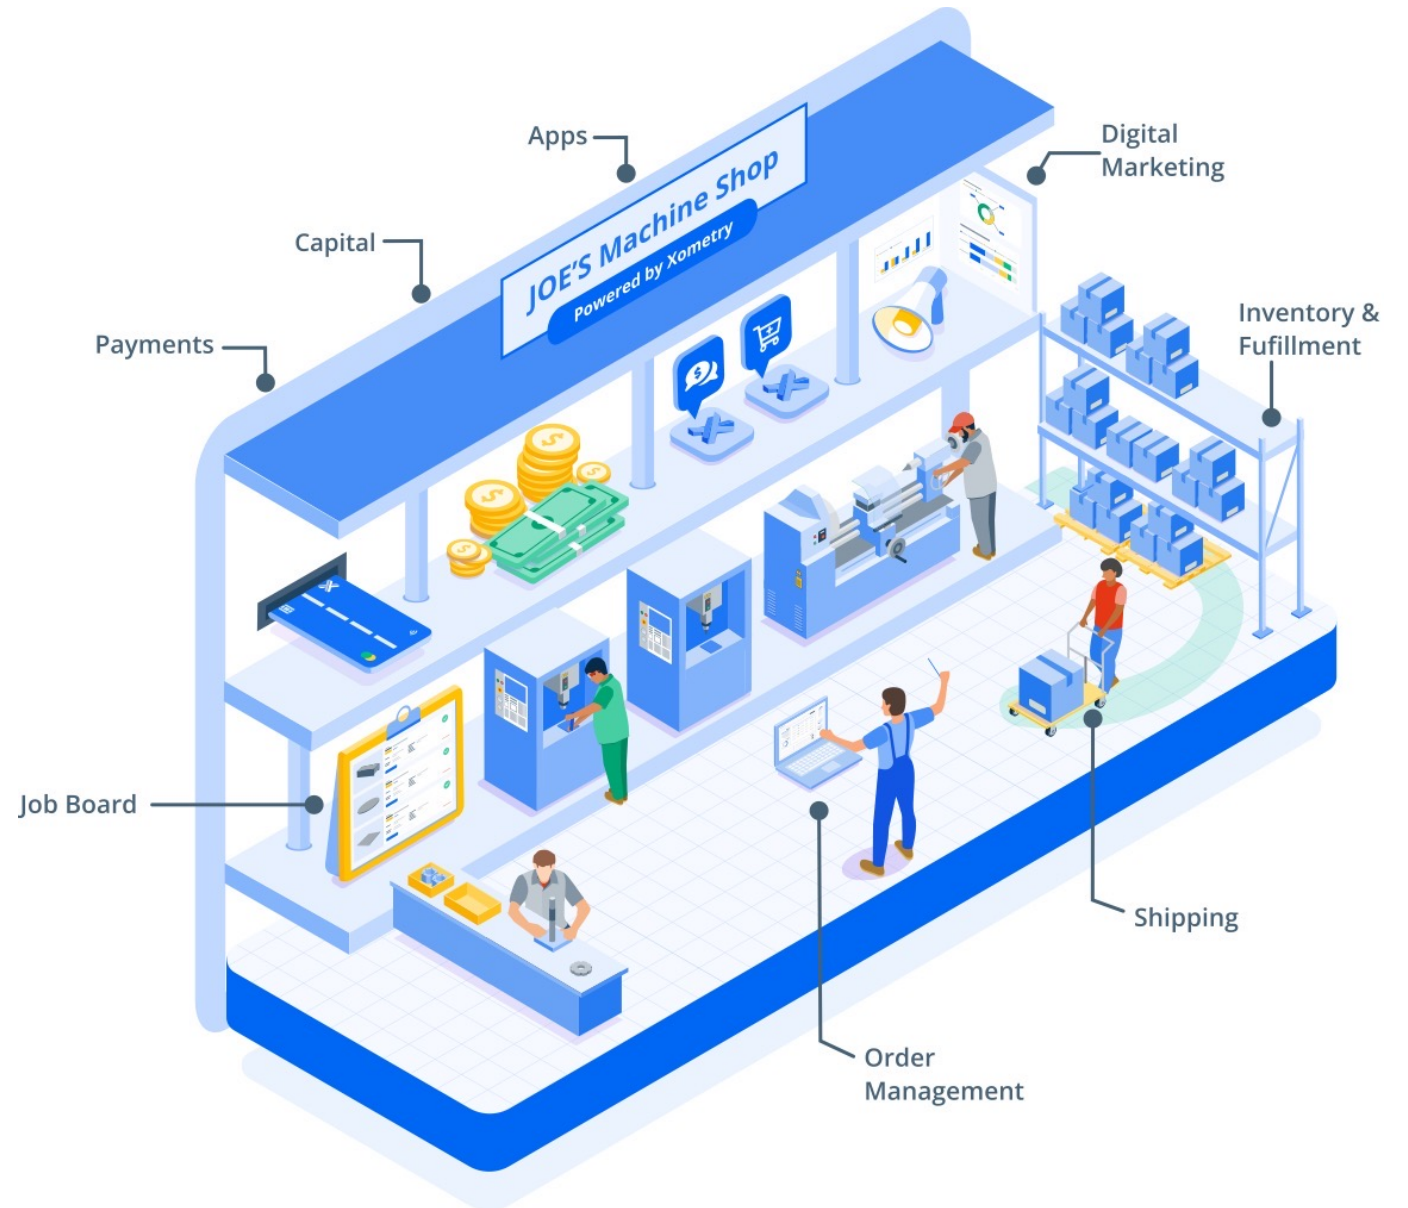 Apps
Digital
Marketing
JOE'S Machine Shop
Powered by Xometry
Capital
Inventory &
Fufillment
Payments
Job Board
Shipping
Order
Management